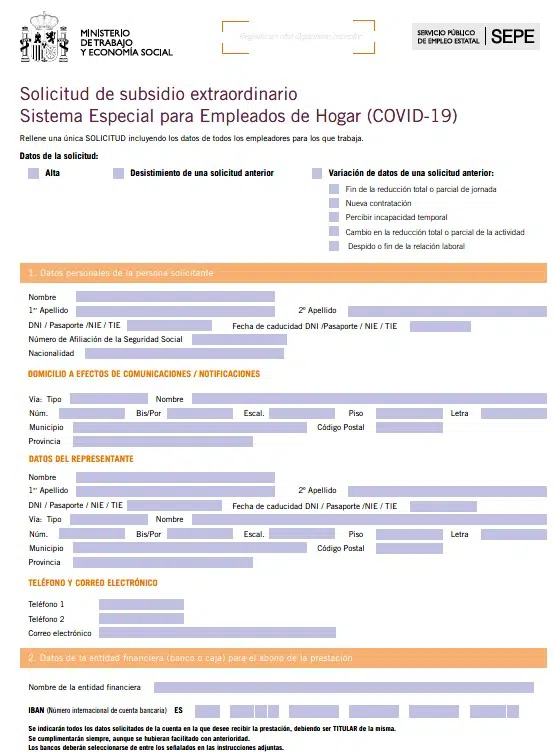 MINISTERIO
DE TRABAJO
Y ECONOMÍA SOCIAL
SERVICIO PÚBLICO
DE EMPLEO ESTATAL
SEPE
Solicitud de subsidio extraordinario
Sistema Especial para Empleados de Hogar (COVID-19)
Rellene una única SOLICITUD incluyendo los datos de todos los empleadores para los que trabaja.
Datos de la solicitud:
Alta Desistimiento de una solicitud anterior Variación de datos de una solicitud anterior:
Fin de la reducción total o parcial de jornada
Nueva contratación
Percibir incapacidad temporal
Cambio en la reducción total o parcial de la actividad
Despido o fin de la relación laboral
1. Datos personales de la persona solicitante
Nombre
1er Apellido 2º Apellido
DNI / Pasaporte /NIE / TIE Fecha de caducidad DNI /Pasaporte / NIE / TIE
Número de Afiliación de la Seguridad Social
Nacionalidad
DOMICILIO A EFECTOS DE COMUNICACIONES / NOTIFICACIONES
Vía: Tipo Nombre
Núm. Bis/Por Escal. Piso Letra
Municipio Código Postal
Provincia
DATOS DEL REPRESENTANTE
Nombre
1er Apellido 2º Apellido
DNI / Pasaporte / NIE / TIE Fecha de caducidad DNI / Pasaporte / NIE / TIE
Vía: Tipo Nombre
Núm. Bis/Por Escal. Piso Letra
Municipio Código Postal
Provincia
TELÉFONO Y CORREO ELECTRÓNICO
Teléfono 1
Teléfono 2
Correo electrónico
2. Datos de la entidad financiera (banco o caja) para el abono de la prestación
Nombre de la entidad financiera
IBAN (Número internacional de cuenta bancaria) ES
Se indicarán todos los datos solicitados de la cuenta en la que desee recibir la prestación, debiendo ser TITULAR de la misma.
Se cumplimentarán siempre, aunque se hubieran facilitado con anterioridad.
Los bancos deberán seleccionarse de entre los señalados en las instrucciones adjuntas.